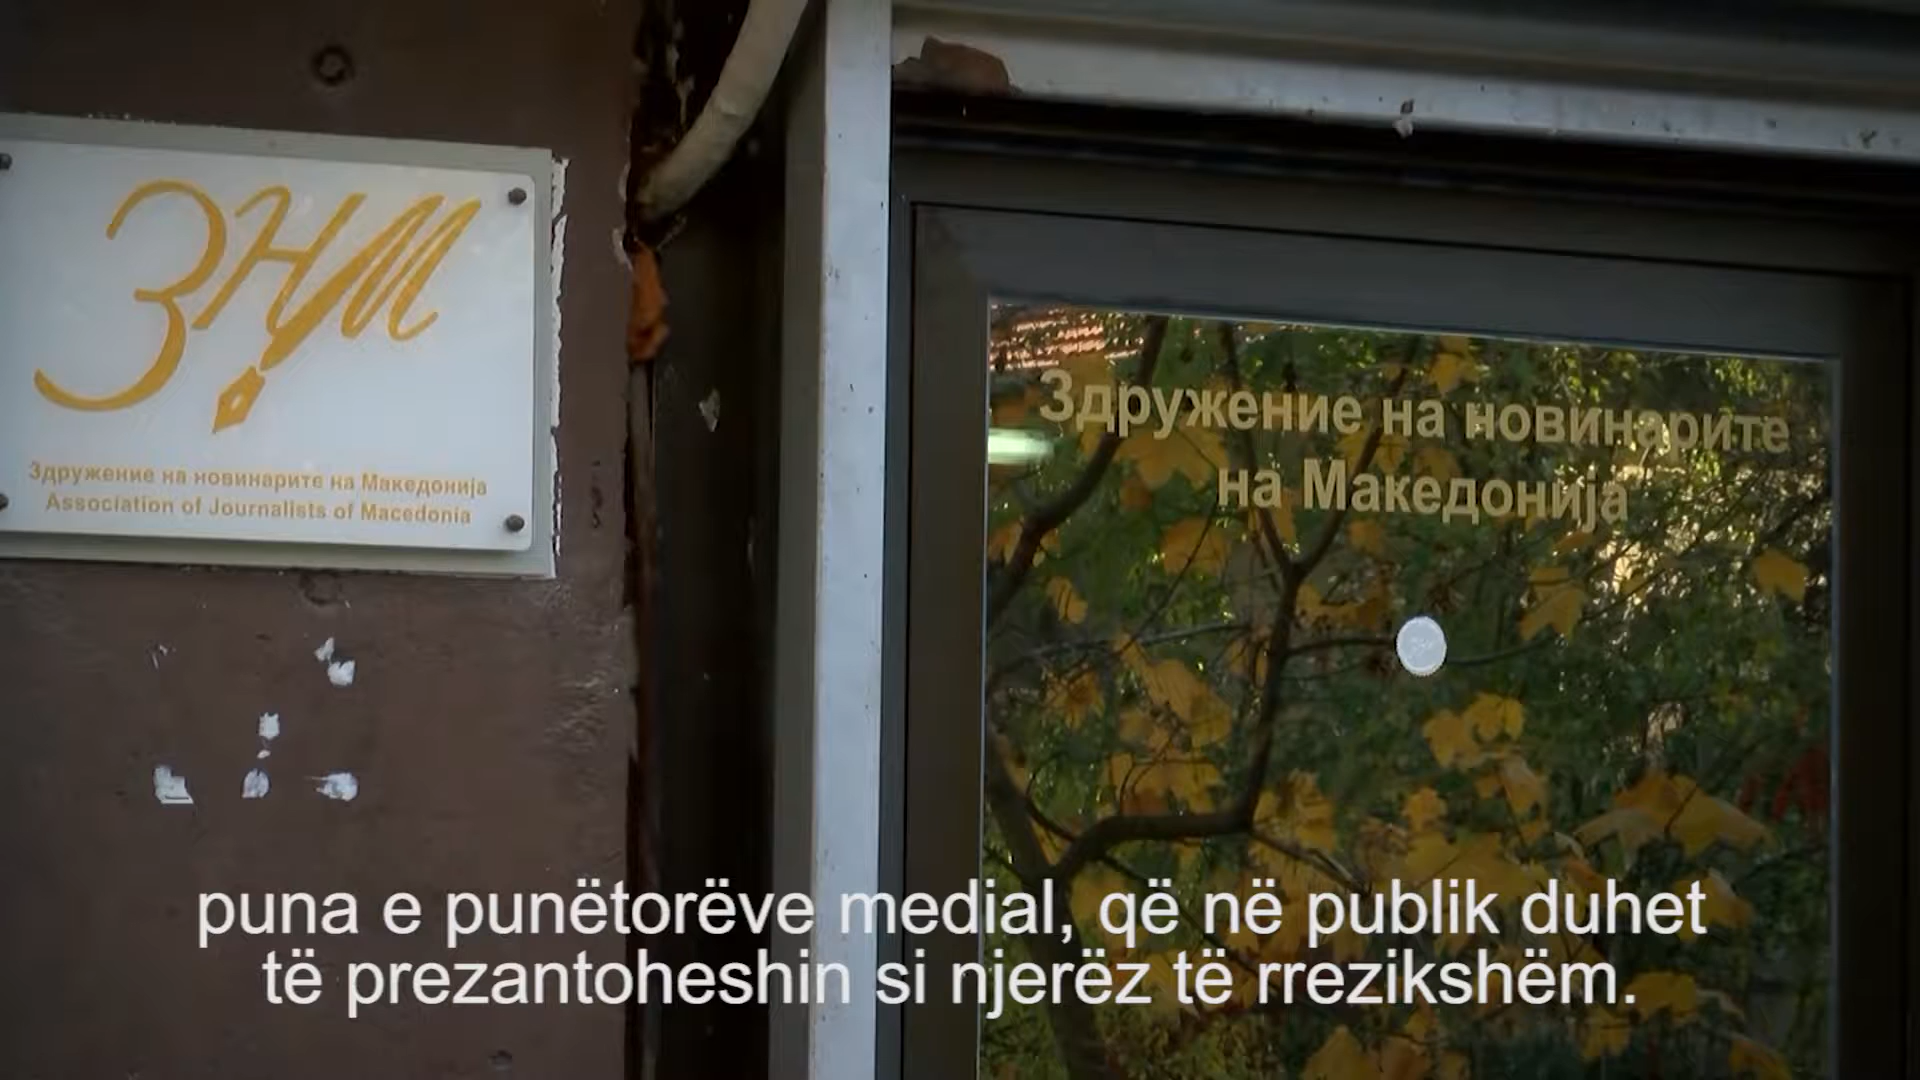 ЗНМ
Здружение на новинарите на Македонија
Association of Journalists of Macedonia
Здружение на новинарите
на Македонија
puna e punëtorëve medial, që në publik duhet
të prezantoheshin si njerëz të rrezikshëm.